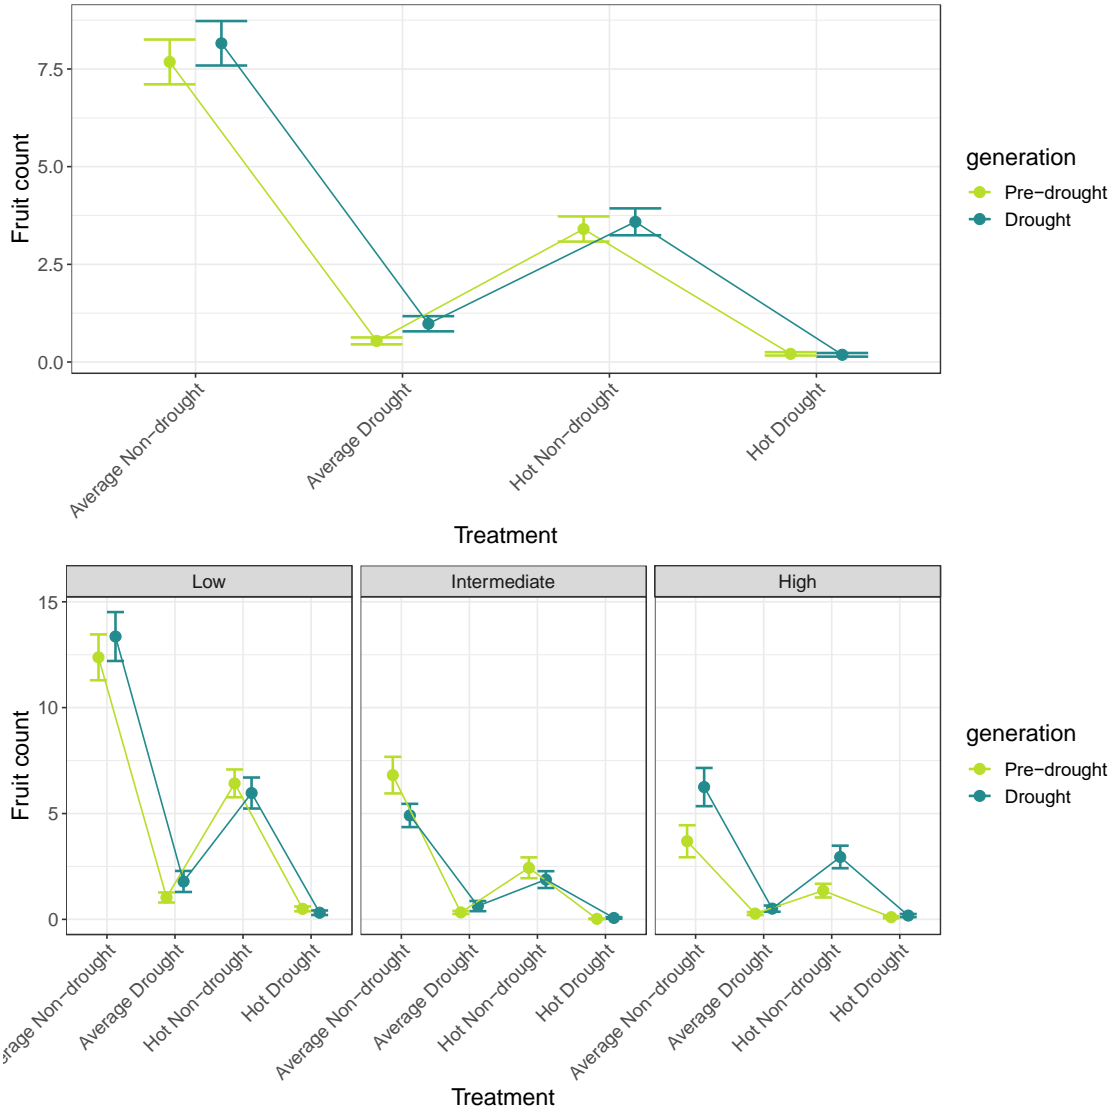 7.5
5.0
2.5
0.0
Fruit count
Average Non−drought
Average Drought
Hot Non−drought
Hot Drought
Treatment
generation
Pre−drought
Drought
Low
Intermediate
High
15
10
5
0
Fruit count
erage Non−drought
Average Drought
Hot Non−drought
Hot Drought
Average Non−drought
Average Drought
Hot Non−drought
Hot Drought
Average Non−drought
Average Drought
Hot Non−drought
Hot Drought
Treatment
generation
Pre−drought
Drought